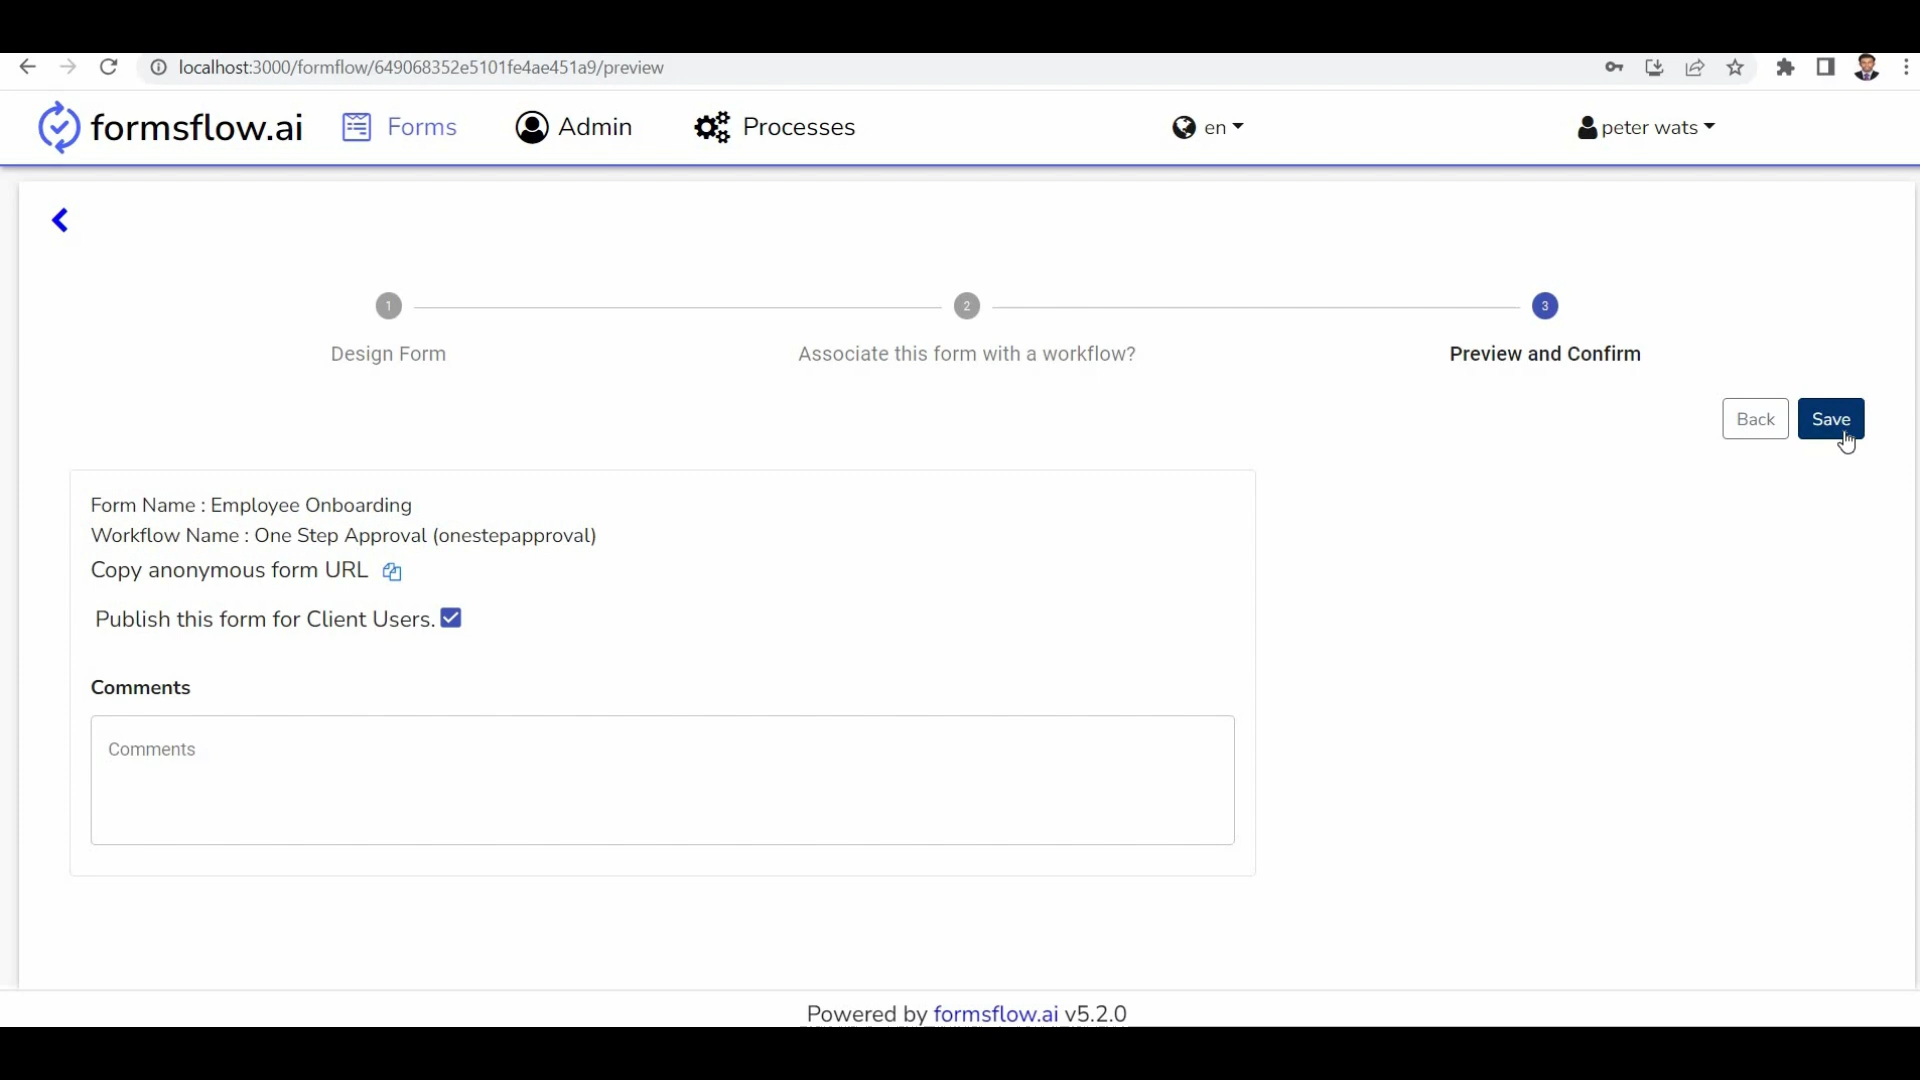 localhost:3000/formflow/649068352e5101fe4ae451a9/preview
formsflow.ai Forms Admin Processes en peter wats
1 2 3
Design Form Associate this form with a workflow? Preview and Confirm
Back Save
Form Name : Employee Onboarding
Workflow Name : One Step Approval (onestepapproval)
Copy anonymous form URL
Publish this form for Client Users.
Comments
Comments
Powered by formsflow.ai v5.2.0